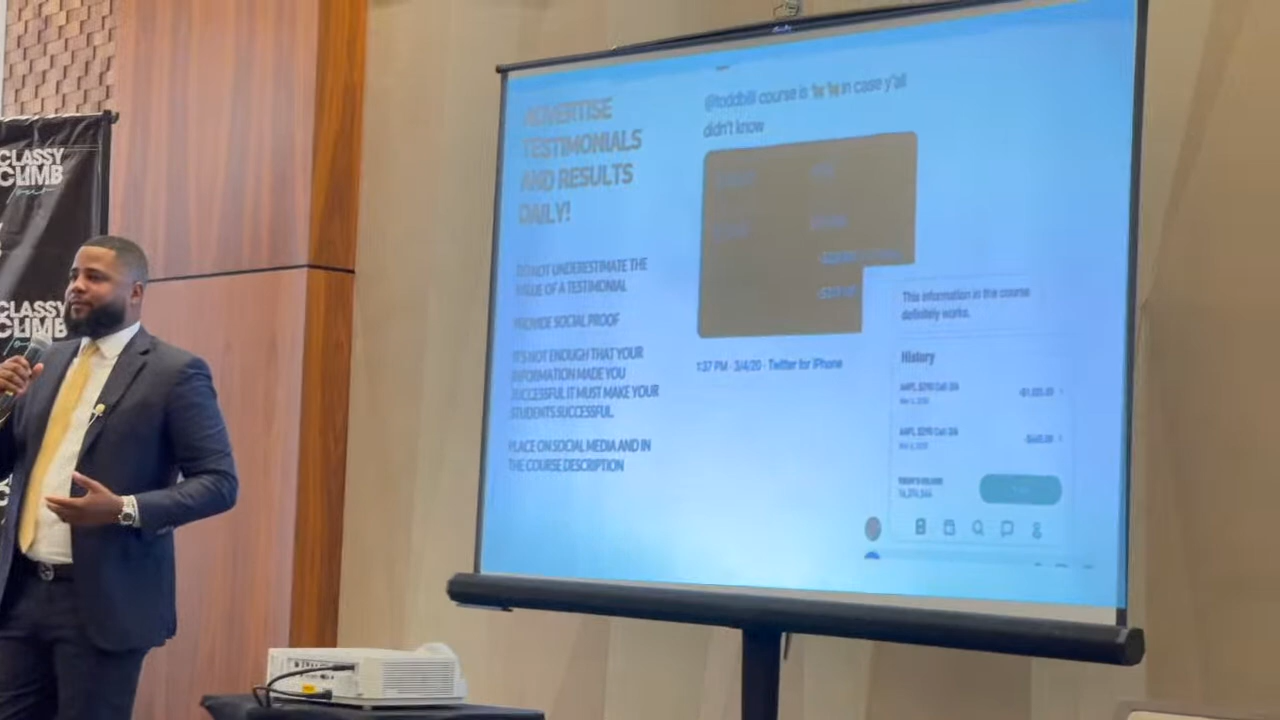 CLASSY
CLIMB
Tour
CLASSY
CLIMB
ADVERTISE
TESTIMONIALS
AND RESULTS
DAILY!
DO NOT UNDERESTIMATE THE
VALUE OF A TESTIMONIAL
PROVIDE SOCIAL PROOF
IT'S NOT ENOUGH THAT YOUR
INFORMATION MADE YOU
SUCCESSFUL IT MUST MAKE YOUR
STUDENTS SUCCESSFUL.
PLACE ON SOCIAL MEDIA AND IN
THE COURSE DESCRIPTION
@toddbill course is in case y'all
didn't know
1:37 PM · 3/4/20 · Twitter for iPhone
This information in the course
definitely works.
History